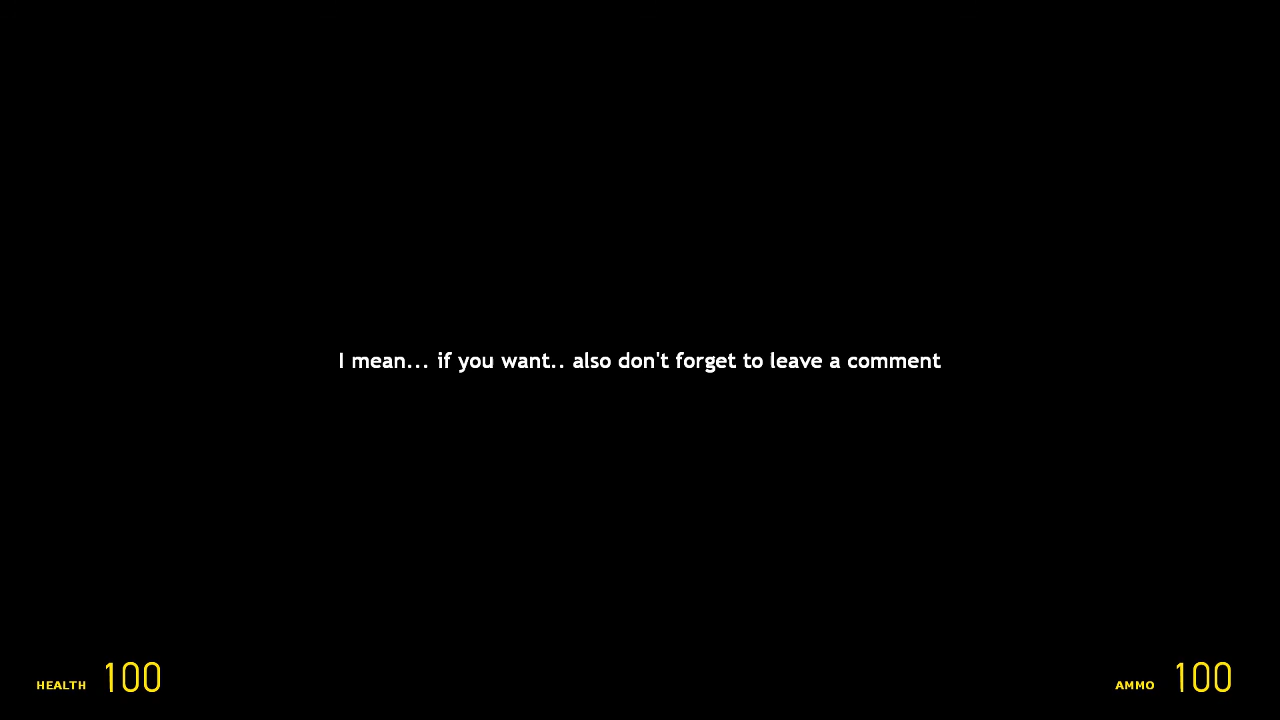 I mean... if you want.. also don't forget to leave a comment
HEALTH 100
AMMO 100